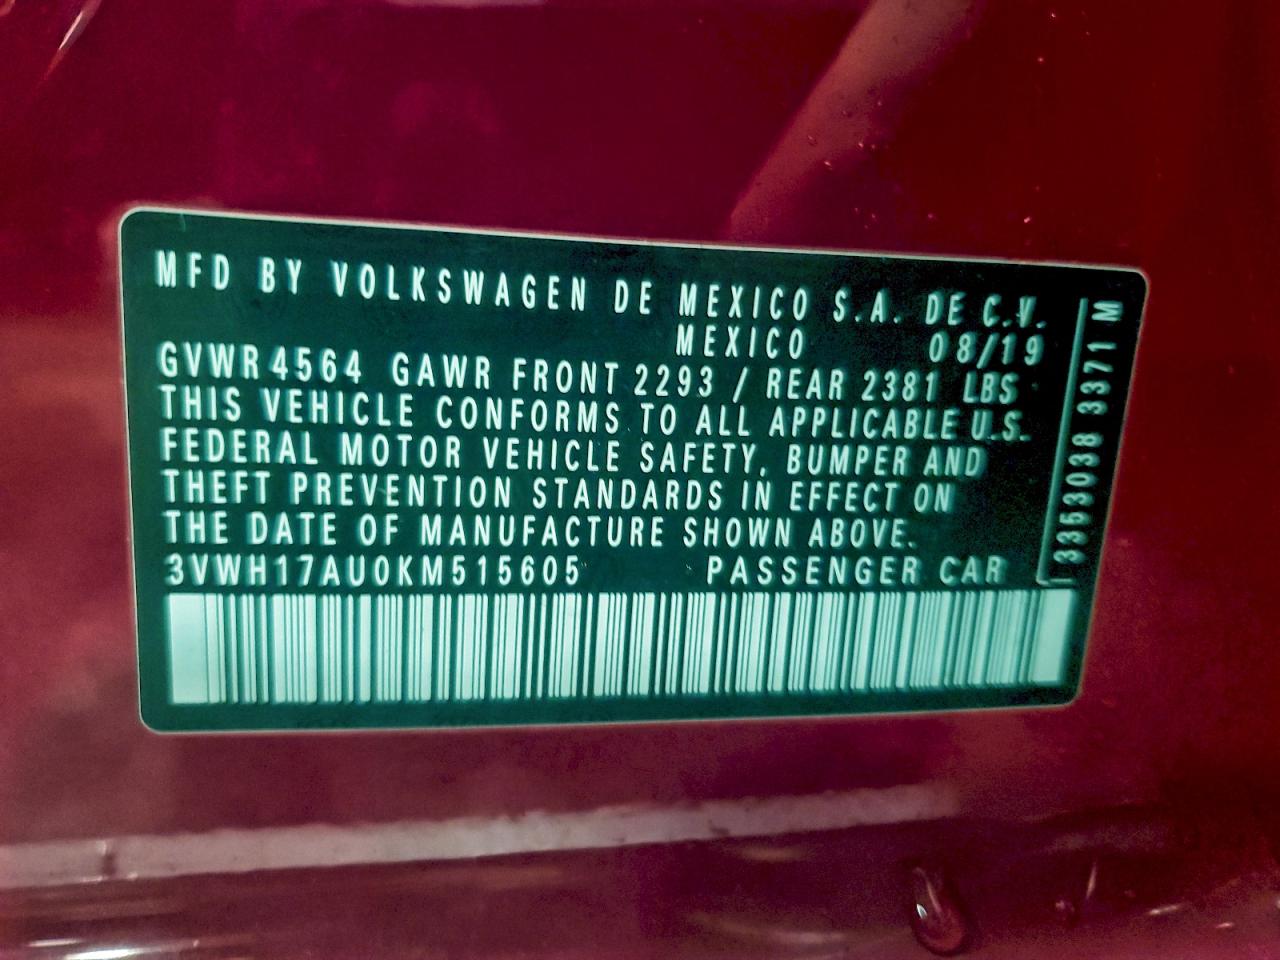 MFD BY VOLKSWAGEN DE MEXICO S.A. DE C.V.
MEXICO 08/19
GVWR 4564 GAWR FRONT 2293 / REAR 2381 LBS
THIS VEHICLE CONFORMS TO ALL APPLICABLE U.S.
FEDERAL MOTOR VEHICLE SAFETY, BUMPER AND
THEFT PREVENTION STANDARDS IN EFFECT ON
THE DATE OF MANUFACTURE SHOWN ABOVE.
3VWH17AU0KM515605 PASSENGER CAR
3353038 3371 M